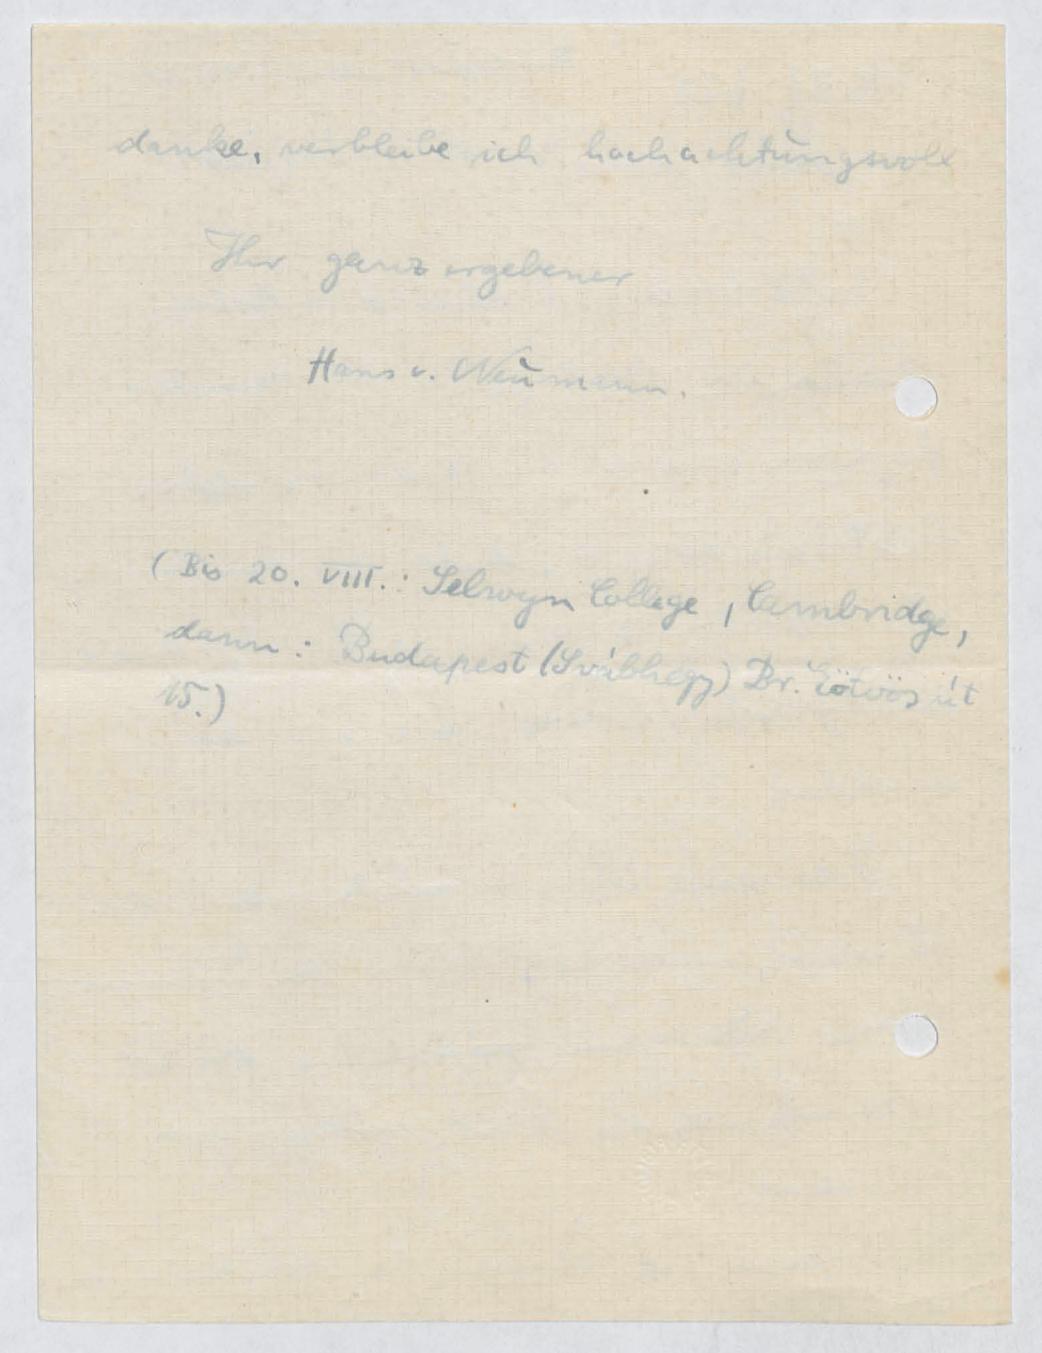 danke, verbleibe ich hochachtungsvoll
Ihr ganz ergebener
Hans v. Neumann.
(Bis 20. VIII.: Selwyn College, Cambridge,
dann: Budapest (Svábhegy) Br. Eötvös út
15.)